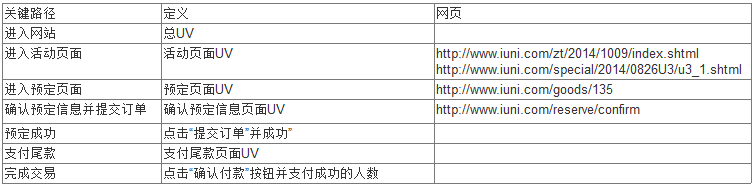 关键路径 定义 网页
进入网站 总UV
进入活动页面 活动页面UV http://www.iuni.com/zt/2014/1009/index.shtml
http://www.iuni.com/special/2014/0826U3/u3_1.shtml
进入预定页面 预定页面UV http://www.iuni.com/goods/135
确认预定信息并提交订单 确认预定信息页面UV http://www.iuni.com/reserve/confirm
预定成功 点击“提交订单”并成功”
支付尾款 支付尾款页面UV
完成交易 点击“确认付款”按钮并支付成功的人数